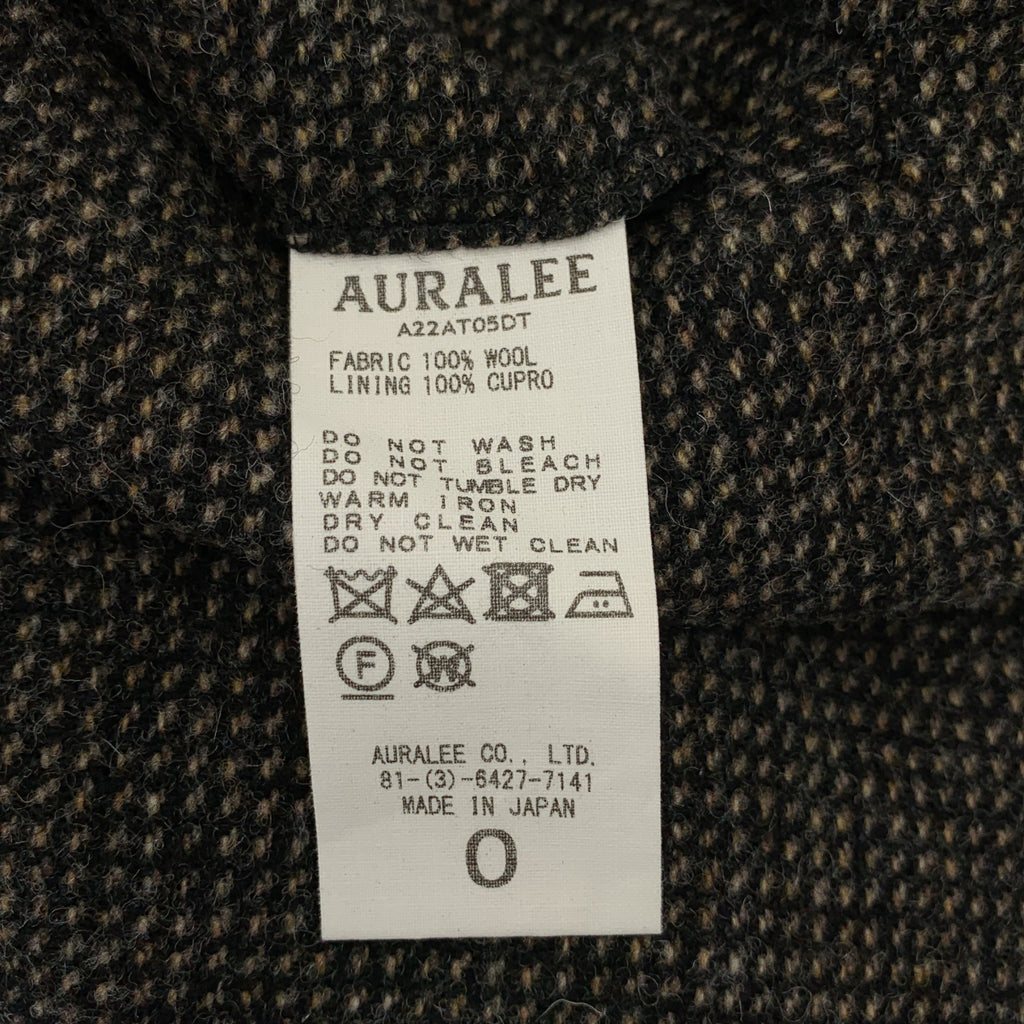 AURALEE
A22AT05DT
FABRIC 100% WOOL
LINING 100% CUPRO
DO NOT WASH
DO NOT BLEACH
DO NOT TUMBLE DRY
WARM IRON
DRY CLEAN
DO NOT WET CLEAN
F W
AURALEE CO., LTD.
81-(3)-6427-7141
MADE IN JAPAN
0